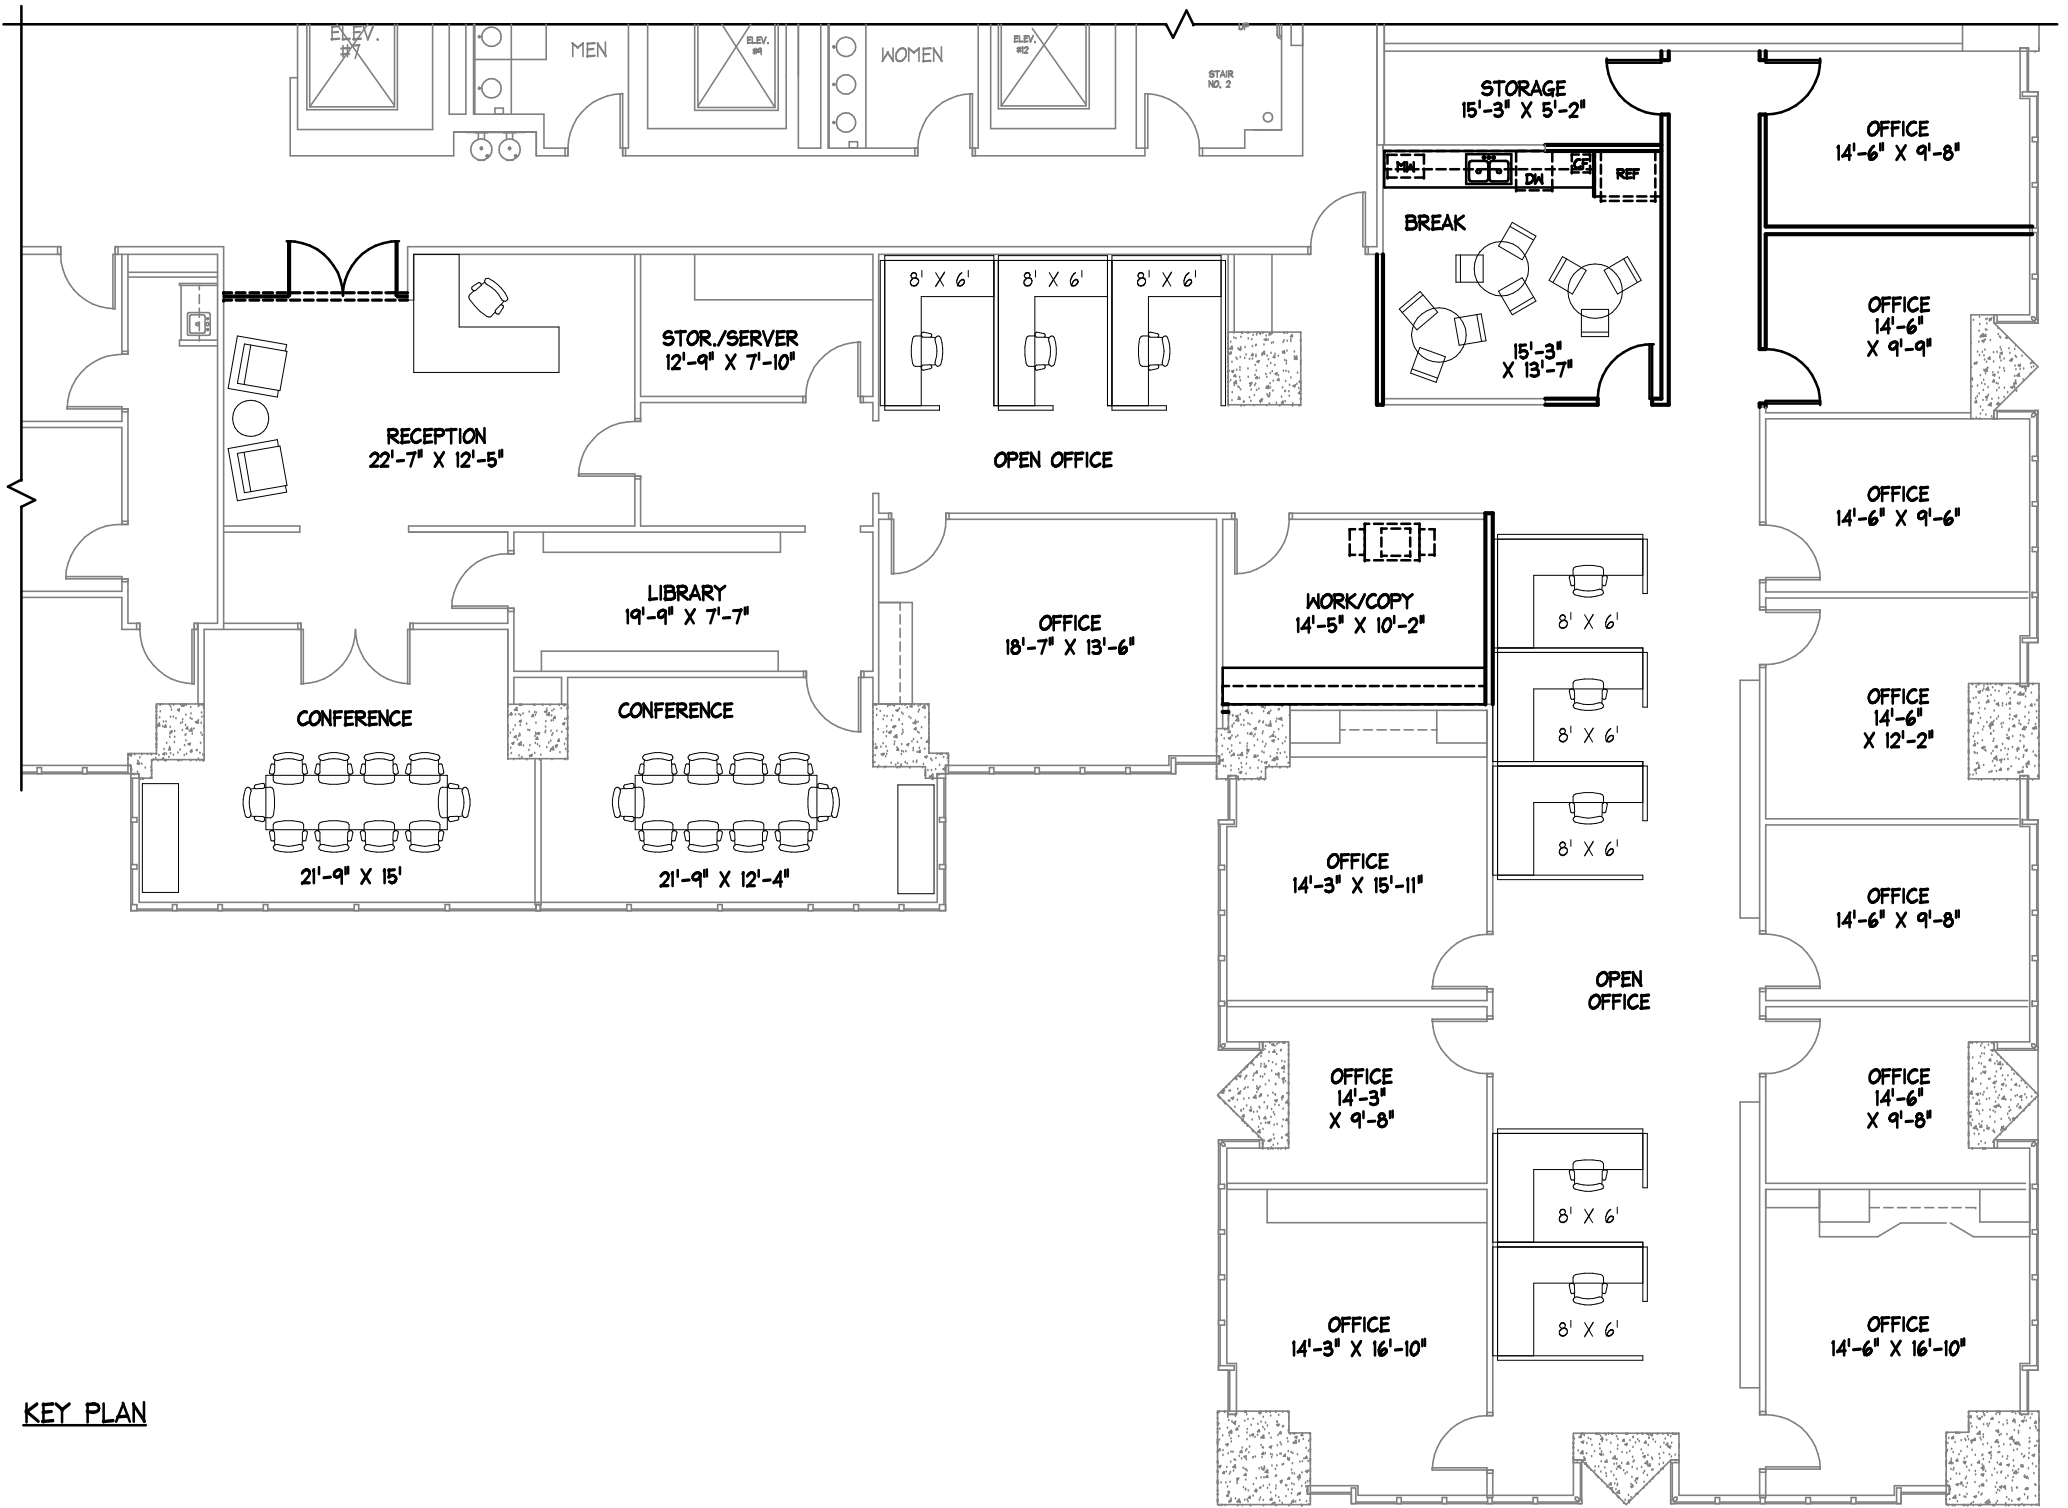 ELEV.
#7
MEN
ELEV.
#9
WOMEN
ELEV.
#12
UP
STAIR
NO. 2
STORAGE
15'-3" X 5'-2"
OFFICE
14'-6" X 9'-8"
MW
DW
CF
REF
BREAK
15'-3"
X 13'-7"
8' X 6'
8' X 6'
8' X 6'
OFFICE
14'-6"
X 9'-9"
STOR./SERVER
12'-9" X 7'-10"
RECEPTION
22'-7" X 12'-5"
OPEN OFFICE
OFFICE
14'-6" X 9'-6"
LIBRARY
19'-9" X 7'-7"
OFFICE
18'-7" X 13'-6"
WORK/COPY
14'-5" X 10'-2"
8' X 6'
8' X 6'
8' X 6'
OFFICE
14'-6"
X 12'-2"
CONFERENCE
21'-9" X 15'
CONFERENCE
21'-9" X 12'-4"
OFFICE
14'-3" X 15'-11"
OFFICE
14'-6" X 9'-8"
OPEN
OFFICE
OFFICE
14'-3"
X 9'-8"
OFFICE
14'-6"
X 9'-8"
8' X 6'
8' X 6'
OFFICE
14'-3" X 16'-10"
OFFICE
14'-6" X 16'-10"
KEY PLAN